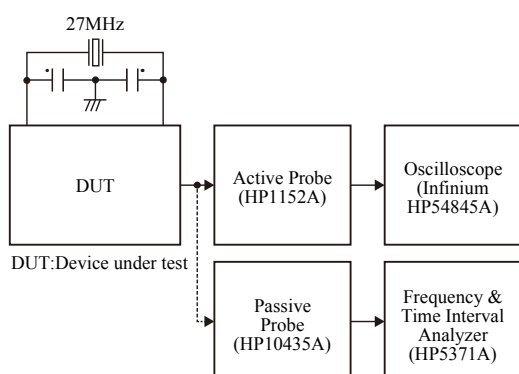 27MHz
DUT
Active Probe
(HP1152A)
Oscilloscope
(Infinium
HP54845A)
DUT:Device under test
Passive
Probe
(HP10435A)
Frequency &
Time Interval
Analyzer
(HP5371A)